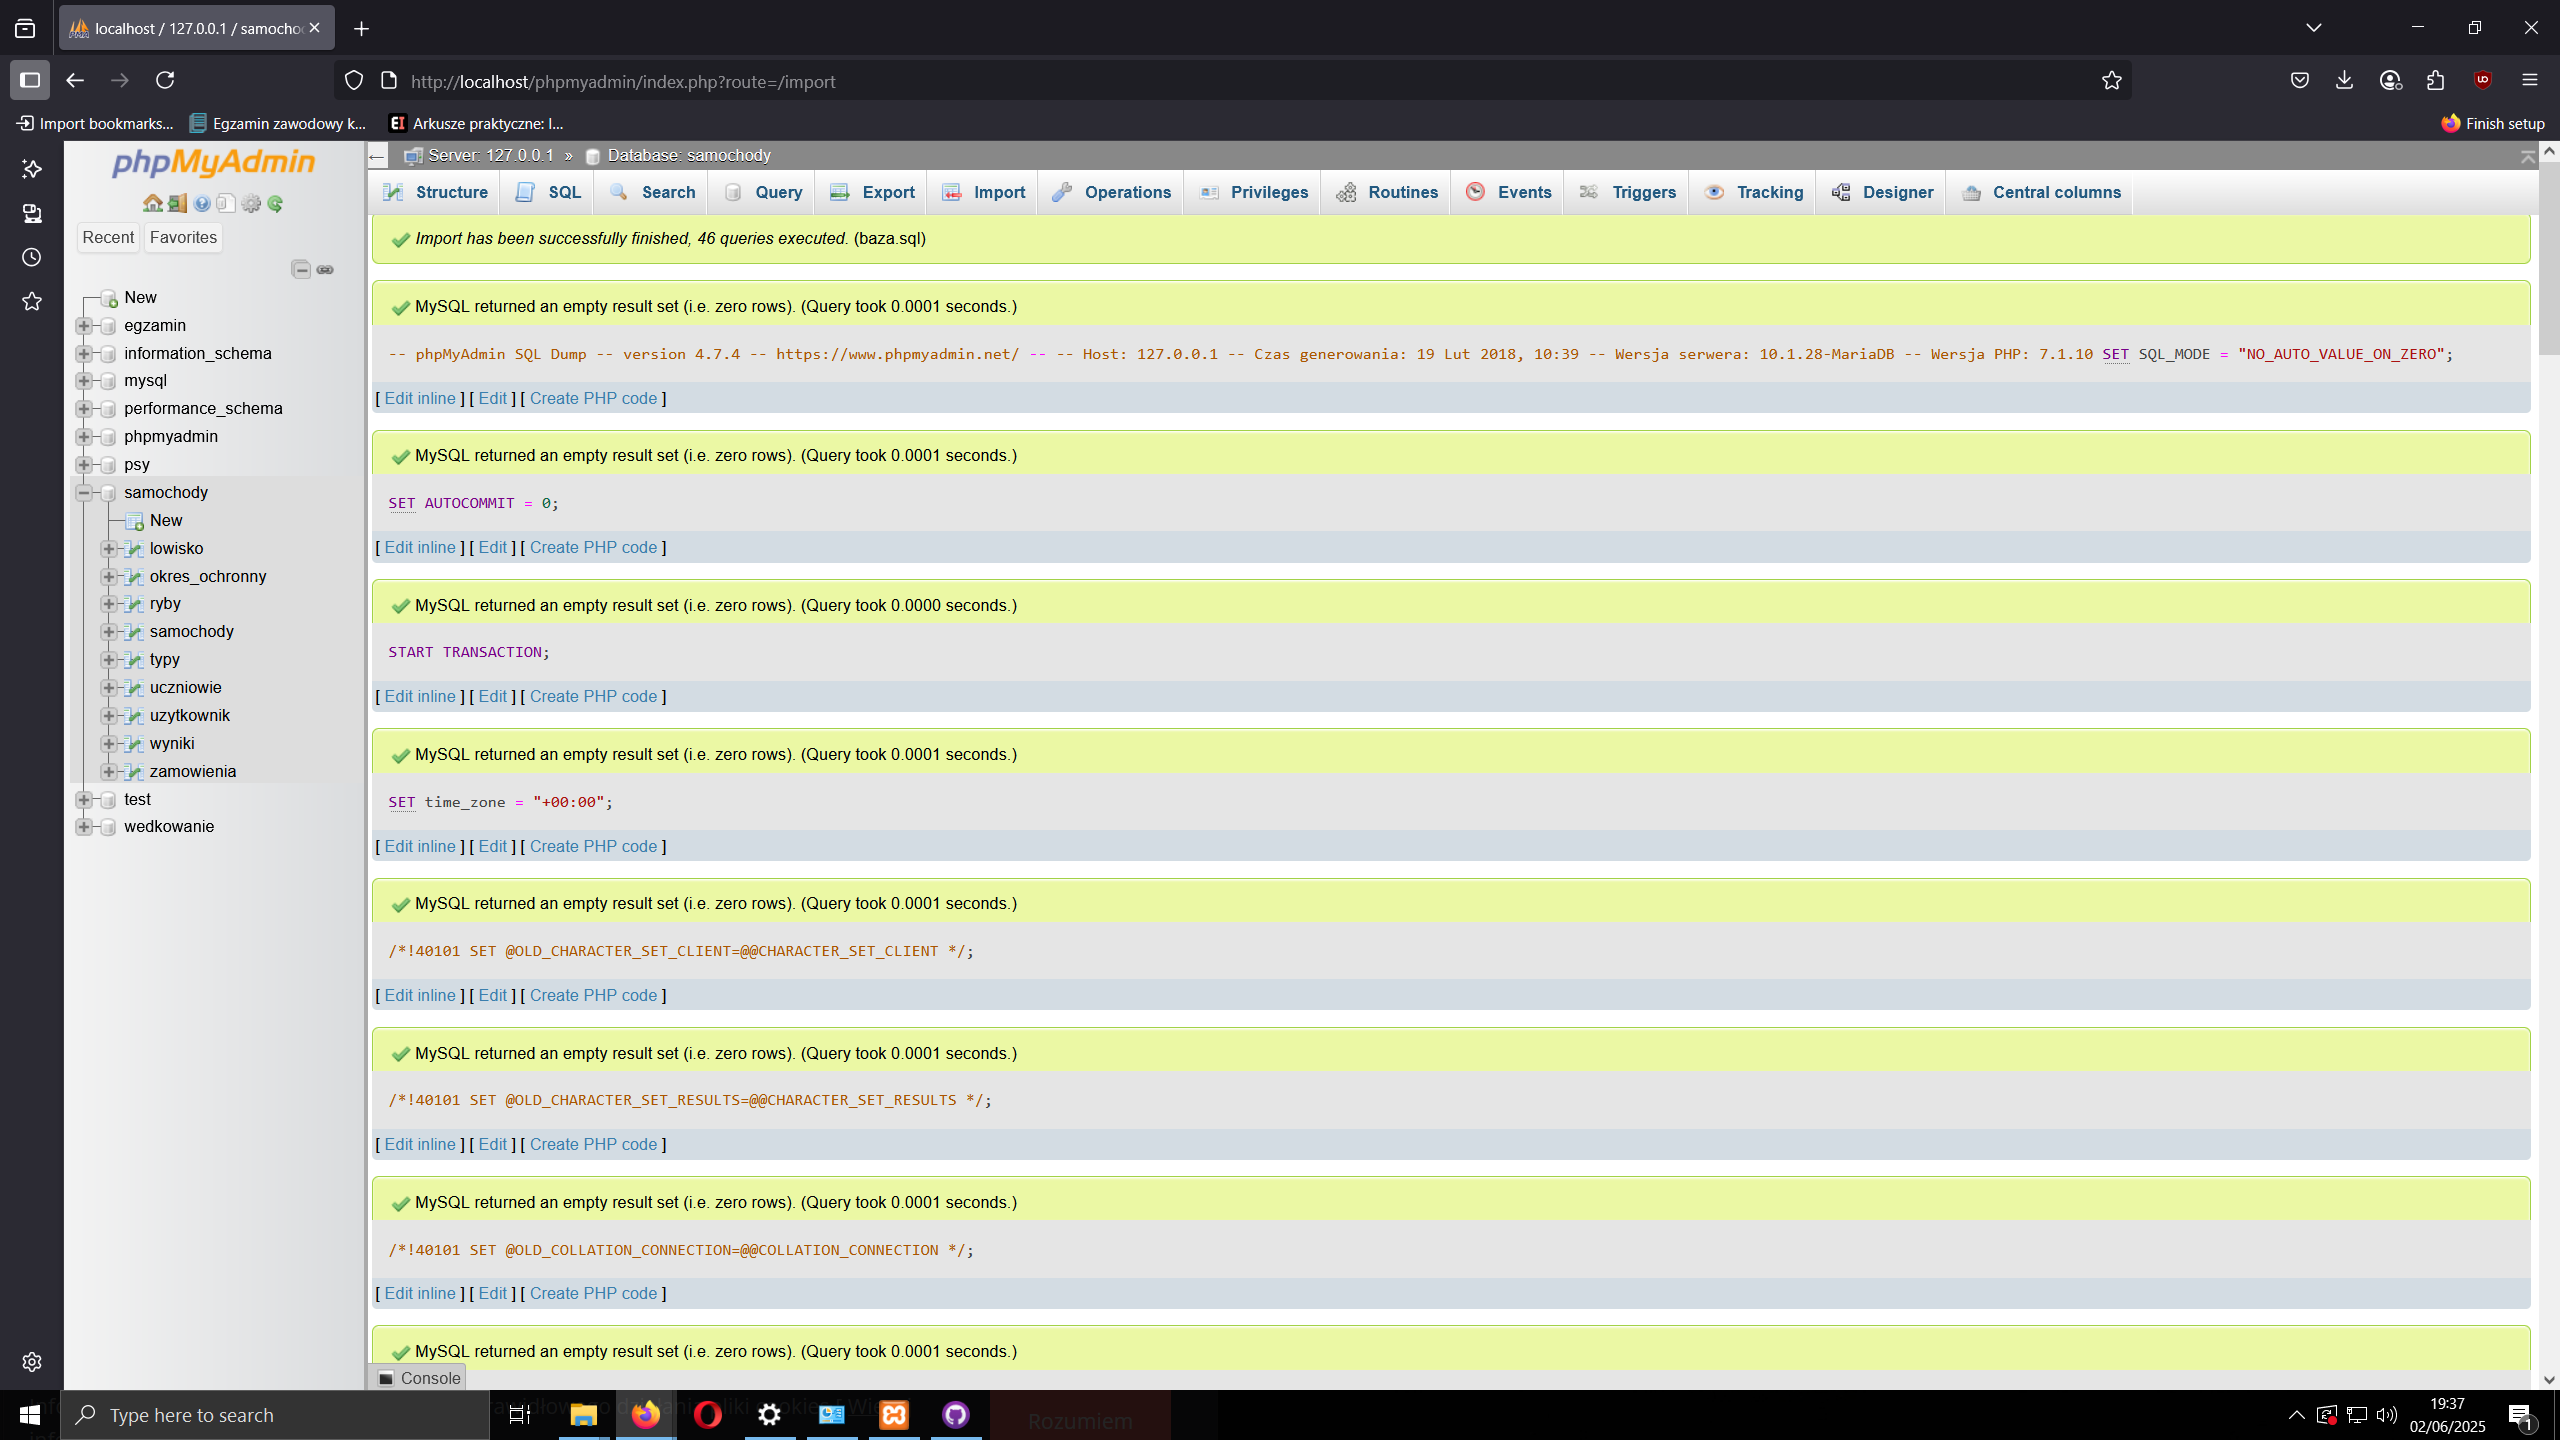 localhost / 127.0.0.1 / samocho
http://localhost/phpmyadmin/index.php?route=/import
Import bookmarks...
Egzamin zawodowy k...
Arkusze praktyczne: I...
Finish setup
phpMyAdmin
Recent
Favorites
New
egzamin
information_schema
mysql
performance_schema
phpmyadmin
psy
samochody
New
lowisko
okres_ochronny
ryby
samochody
typy
uczniowie
uzytkownik
wyniki
zamowienia
test
wedkowanie
Server: 127.0.0.1 » Database: samochody
Structure SQL Search Query Export Import Operations Privileges Routines Events Triggers Tracking Designer Central columns
Import has been successfully finished, 46 queries executed. (baza.sql)
MySQL returned an empty result set (i.e. zero rows). (Query took 0.0001 seconds.)
-- phpMyAdmin SQL Dump -- version 4.7.4 -- https://www.phpmyadmin.net/ -- -- Host: 127.0.0.1 -- Czas generowania: 19 Lut 2018, 10:39 -- Wersja serwera: 10.1.28-MariaDB -- Wersja PHP: 7.1.10 SET SQL_MODE = "NO_AUTO_VALUE_ON_ZERO";
[ Edit inline ] [ Edit ] [ Create PHP code ]
MySQL returned an empty result set (i.e. zero rows). (Query took 0.0001 seconds.)
SET AUTOCOMMIT = 0;
[ Edit inline ] [ Edit ] [ Create PHP code ]
MySQL returned an empty result set (i.e. zero rows). (Query took 0.0000 seconds.)
START TRANSACTION;
[ Edit inline ] [ Edit ] [ Create PHP code ]
MySQL returned an empty result set (i.e. zero rows). (Query took 0.0001 seconds.)
SET time_zone = "+00:00";
[ Edit inline ] [ Edit ] [ Create PHP code ]
MySQL returned an empty result set (i.e. zero rows). (Query took 0.0001 seconds.)
/*!40101 SET @OLD_CHARACTER_SET_CLIENT=@@CHARACTER_SET_CLIENT */;
[ Edit inline ] [ Edit ] [ Create PHP code ]
MySQL returned an empty result set (i.e. zero rows). (Query took 0.0001 seconds.)
/*!40101 SET @OLD_CHARACTER_SET_RESULTS=@@CHARACTER_SET_RESULTS */;
[ Edit inline ] [ Edit ] [ Create PHP code ]
MySQL returned an empty result set (i.e. zero rows). (Query took 0.0001 seconds.)
/*!40101 SET @OLD_COLLATION_CONNECTION=@@COLLATION_CONNECTION */;
[ Edit inline ] [ Edit ] [ Create PHP code ]
MySQL returned an empty result set (i.e. zero rows). (Query took 0.0001 seconds.)
Console
Type here to search
Rozumiem
19:37
02/06/2025
1